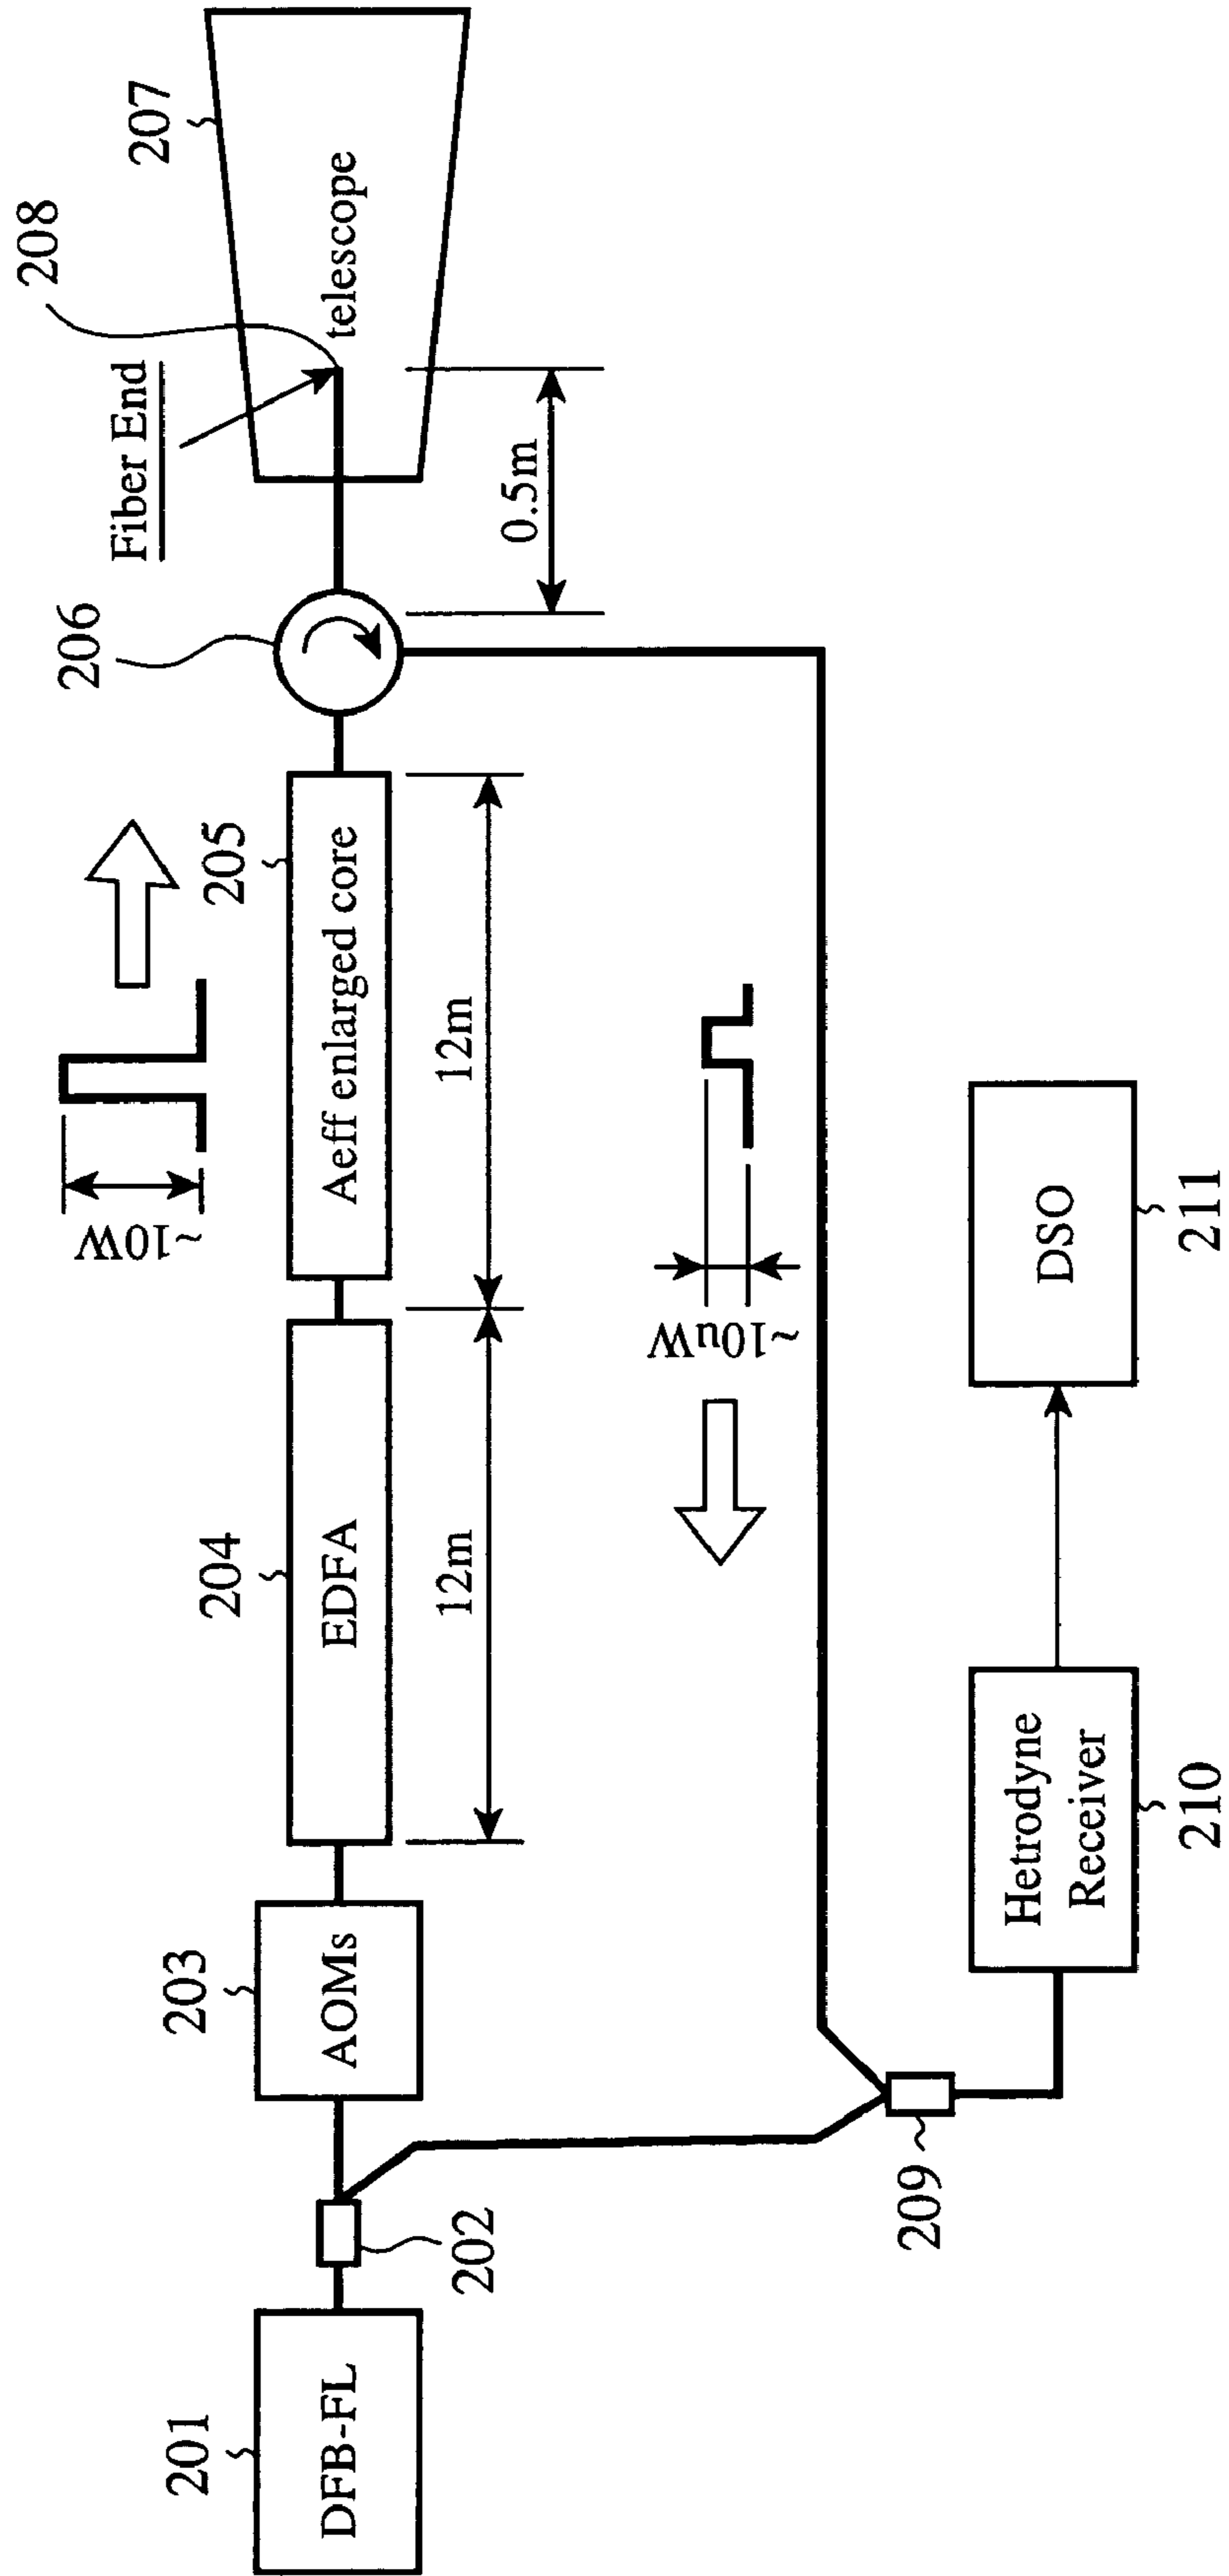 201
DFB-FL
202
203
AOMs
204
EDFA
12m
~10W
205
Aeff enlarged core
12m
206
Fiber End
208
207
telescope
0.5m
~10uW
209
Hetrodyne
Receiver
210
DSO
211